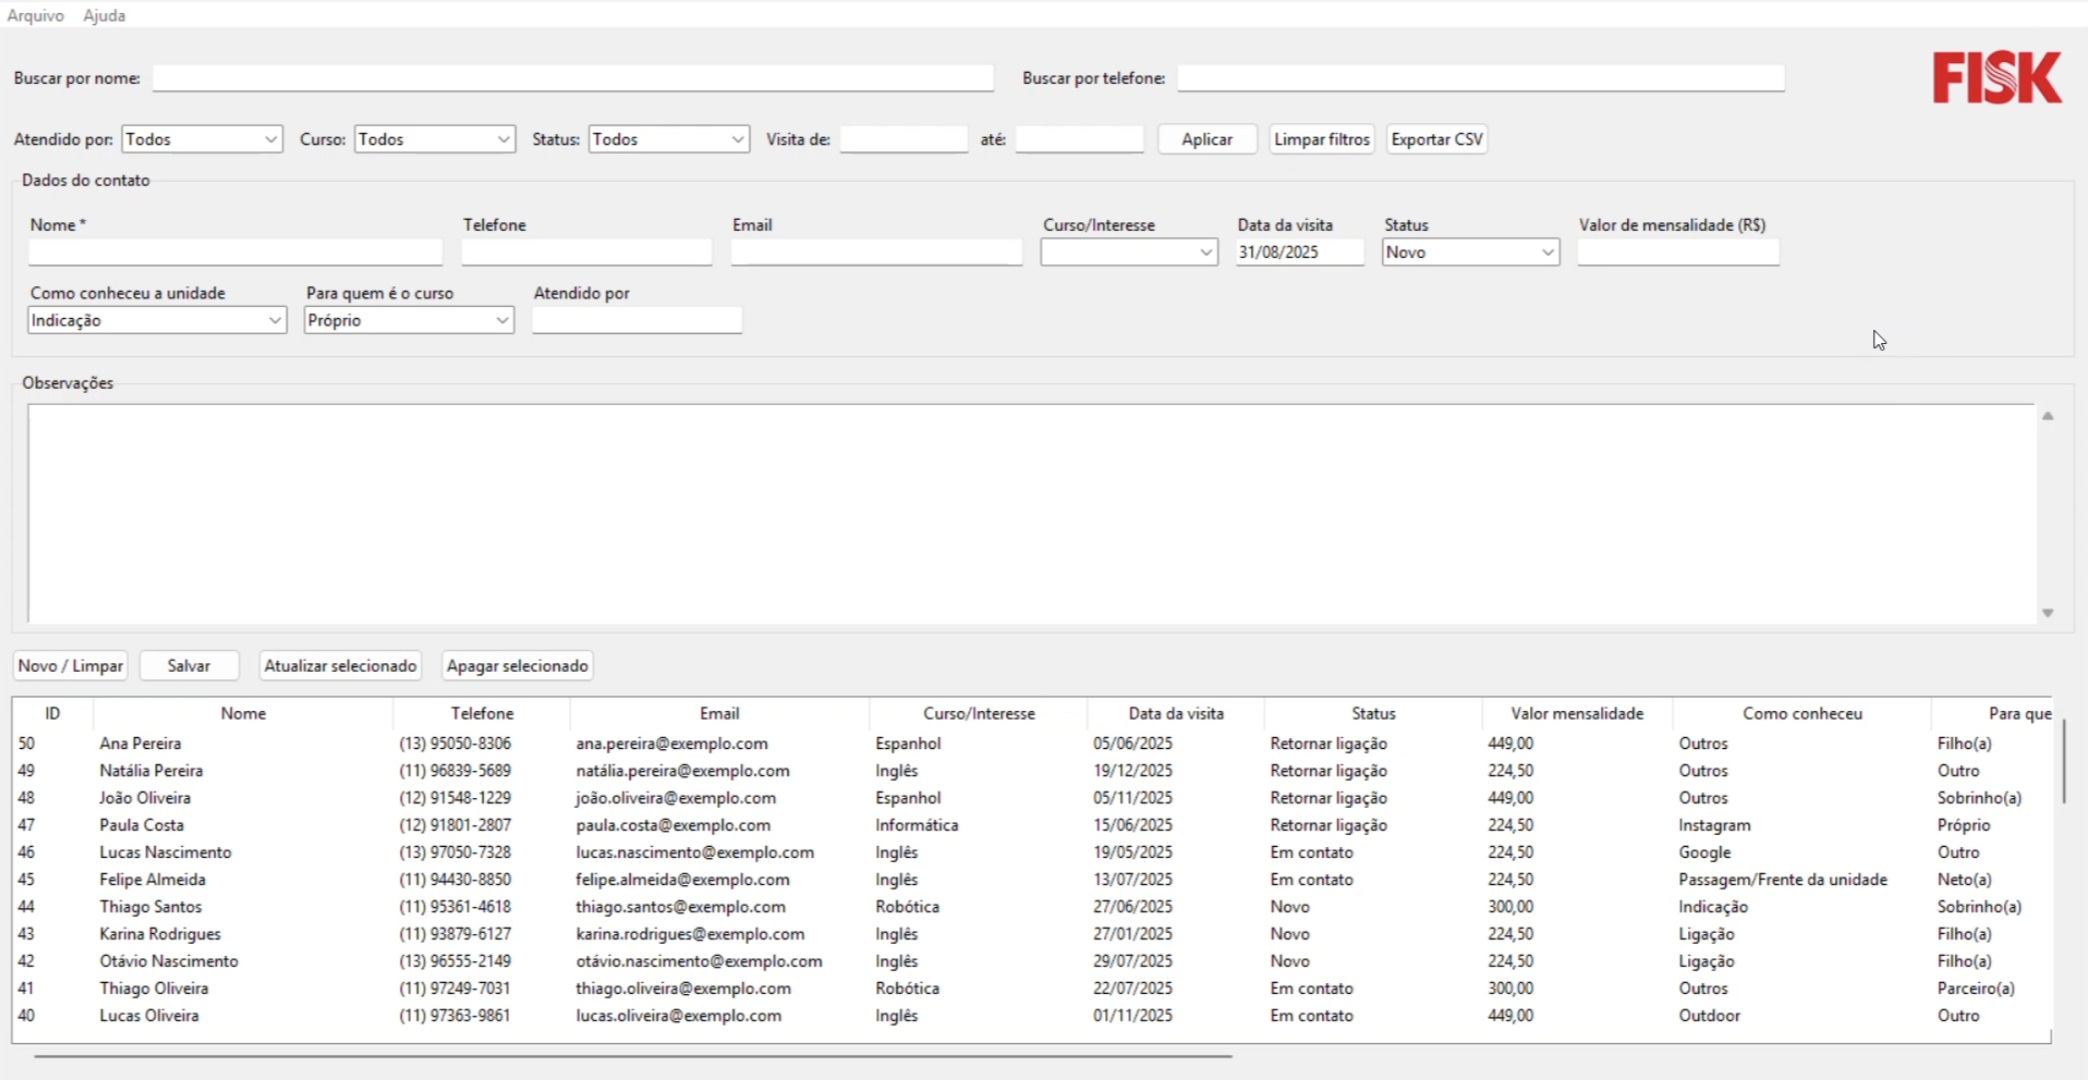 Arquivo Ajuda
FISK
Buscar por nome: Buscar por telefone:
Atendido por: Todos Curso: Todos Status: Todos Visita de: até: Aplicar Limpar filtros Exportar CSV
Dados do contato
Nome * Telefone Email Curso/Interesse Data da visita Status Valor de mensalidade (R$)
31/08/2025 Novo
Como conheceu a unidade Para quem é o curso Atendido por
Indicação Próprio
Observações
Novo / Limpar Salvar Atualizar selecionado Apagar selecionado
ID Nome Telefone Email Curso/Interesse Data da visita Status Valor mensalidade Como conheceu Para que
50 Ana Pereira (13) 95050-8306 ana.pereira@exemplo.com Espanhol 05/06/2025 Retornar ligação 449,00 Outros Filho(a)
49 Natália Pereira (11) 96839-5689 natália.pereira@exemplo.com Inglês 19/12/2025 Retornar ligação 224,50 Outros Outro
48 João Oliveira (12) 91548-1229 joão.oliveira@exemplo.com Espanhol 05/11/2025 Retornar ligação 449,00 Outros Sobrinho(a)
47 Paula Costa (12) 91801-2807 paula.costa@exemplo.com Informática 15/06/2025 Retornar ligação 224,50 Instagram Próprio
46 Lucas Nascimento (13) 97050-7328 lucas.nascimento@exemplo.com Inglês 19/05/2025 Em contato 224,50 Google Outro
45 Felipe Almeida (11) 94430-8850 felipe.almeida@exemplo.com Inglês 13/07/2025 Em contato 224,50 Passagem/Frente da unidade Neto(a)
44 Thiago Santos (11) 95361-4618 thiago.santos@exemplo.com Robótica 27/06/2025 Novo 300,00 Indicação Sobrinho(a)
43 Karina Rodrigues (11) 93879-6127 karina.rodrigues@exemplo.com Inglês 27/01/2025 Novo 224,50 Ligação Filho(a)
42 Otávio Nascimento (13) 96555-2149 otávio.nascimento@exemplo.com Inglês 29/07/2025 Novo 224,50 Ligação Filho(a)
41 Thiago Oliveira (11) 97249-7031 thiago.oliveira@exemplo.com Robótica 22/07/2025 Em contato 300,00 Outros Parceiro(a)
40 Lucas Oliveira (11) 97363-9861 lucas.oliveira@exemplo.com Inglês 01/11/2025 Em contato 449,00 Outdoor Outro